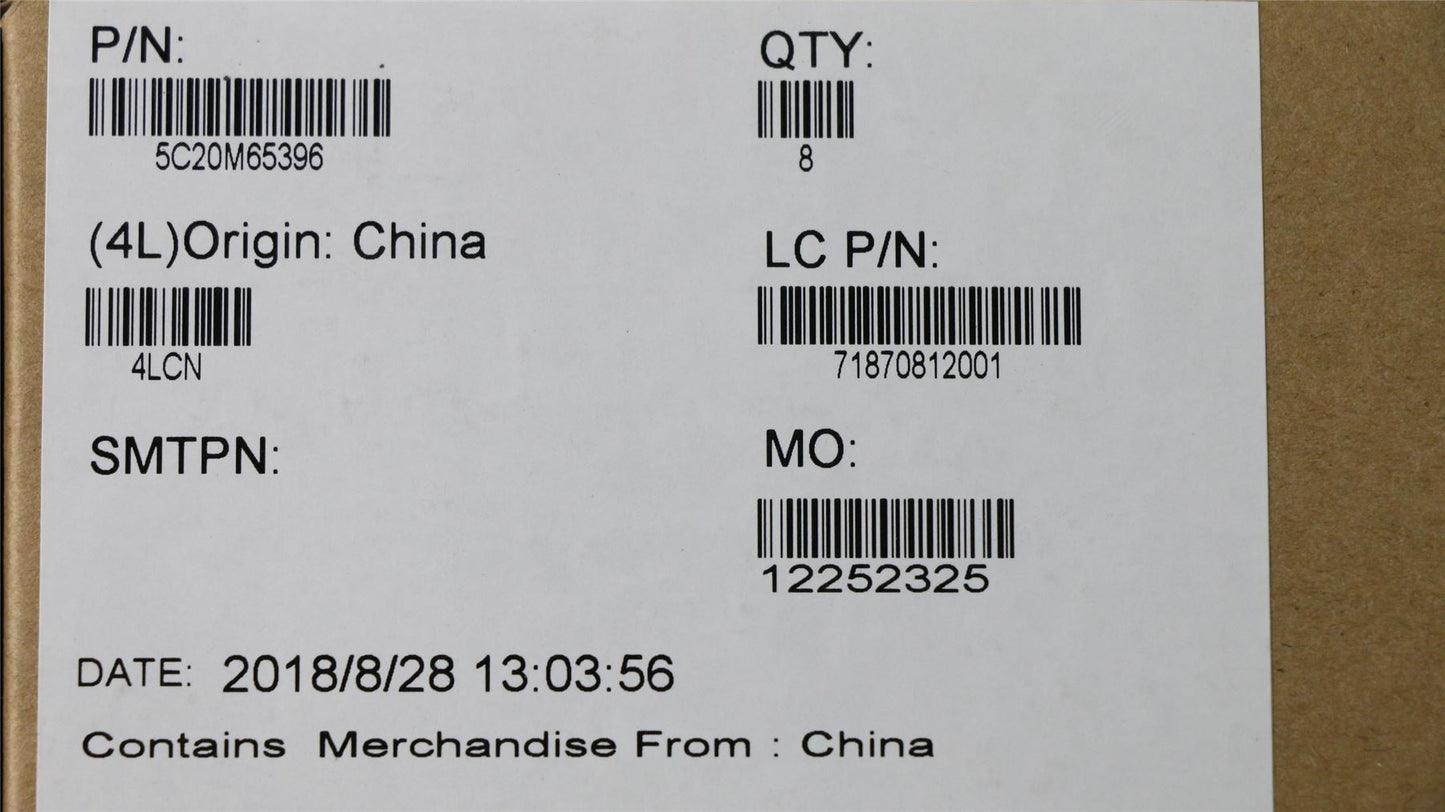 P/N:
5C20M65396
QTY:
8
(4L)Origin: China
4LCN
LC P/N:
71870812001
SMTPN:
MO:
12252325
DATE: 2018/8/28 13:03:56
Contains Merchandise From : China